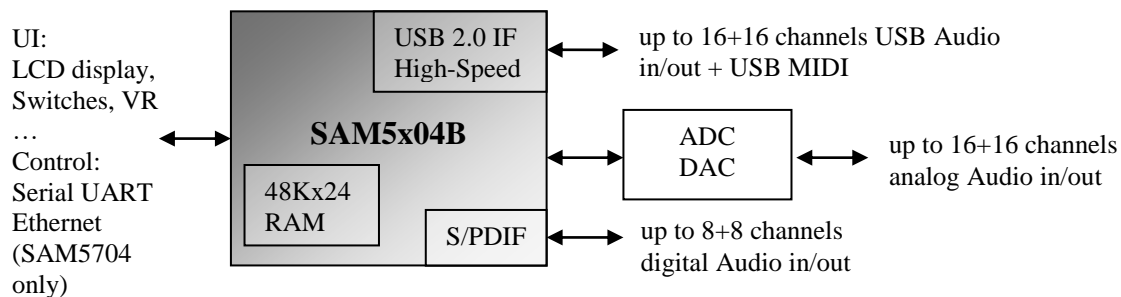 UI:
LCD display,
Switches, VR
…
Control:
Serial UART
Ethernet
(SAM5704
only)
USB 2.0 IF
High-Speed
SAM5x04B
48Kx24
RAM
S/PDIF
up to 16+16 channels USB Audio
in/out + USB MIDI
ADC
DAC
up to 16+16 channels
analog Audio in/out
up to 8+8 channels
digital Audio in/out